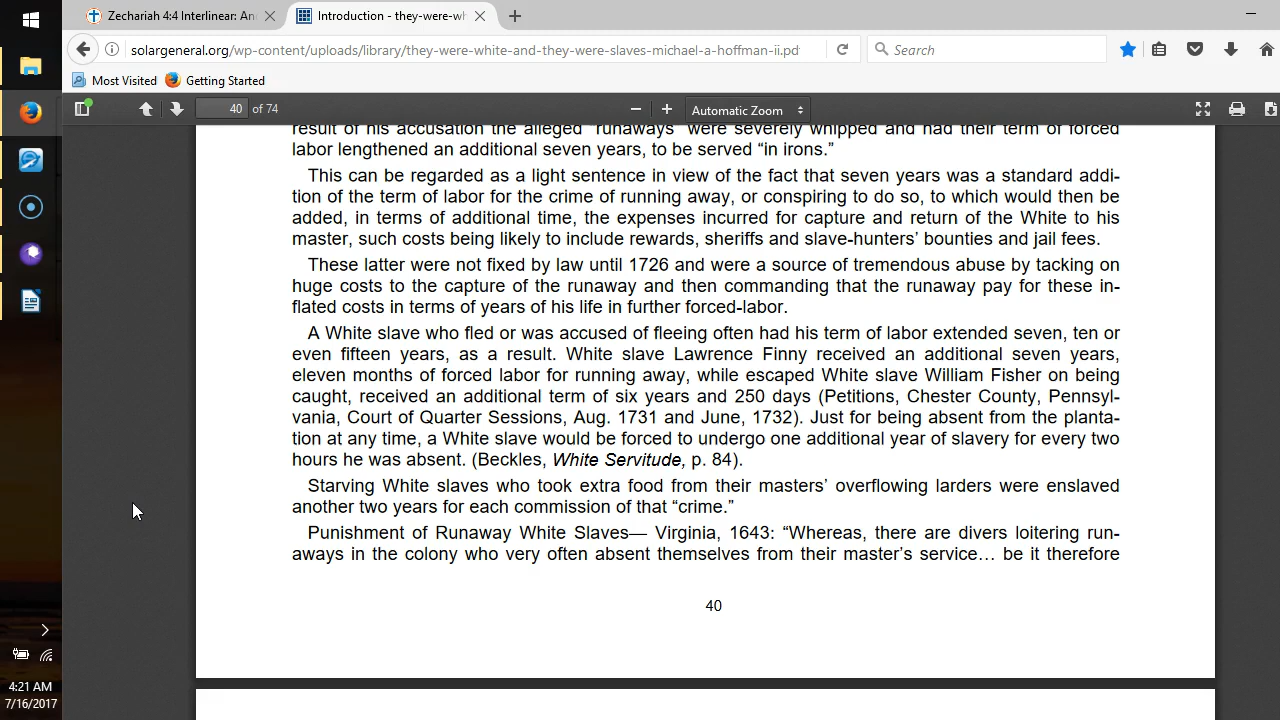 Zechariah 4:4 Interlinear: An
Introduction - they-were-wh
solargeneral.org/wp-content/uploads/library/they-were-white-and-they-were-slaves-michael-a-hoffman-ii.pd
Search
Most Visited
Getting Started
40 of 74
Automatic Zoom
result of his accusation the alleged "runaways" were severely whipped and had their term of forced
labor lengthened an additional seven years, to be served “in irons.”
This can be regarded as a light sentence in view of the fact that seven years was a standard addi-
tion of the term of labor for the crime of running away, or conspiring to do so, to which would then be
added, in terms of additional time, the expenses incurred for capture and return of the White to his
master, such costs being likely to include rewards, sheriffs and slave-hunters’ bounties and jail fees.
These latter were not fixed by law until 1726 and were a source of tremendous abuse by tacking on
huge costs to the capture of the runaway and then commanding that the runaway pay for these in-
flated costs in terms of years of his life in further forced-labor.
A White slave who fled or was accused of fleeing often had his term of labor extended seven, ten or
even fifteen years, as a result. White slave Lawrence Finny received an additional seven years,
eleven months of forced labor for running away, while escaped White slave William Fisher on being
caught, received an additional term of six years and 250 days (Petitions, Chester County, Pennsyl-
vania, Court of Quarter Sessions, Aug. 1731 and June, 1732). Just for being absent from the planta-
tion at any time, a White slave would be forced to undergo one additional year of slavery for every two
hours he was absent. (Beckles, White Servitude, p. 84).
Starving White slaves who took extra food from their masters’ overflowing larders were enslaved
another two years for each commission of that “crime.”
Punishment of Runaway White Slaves— Virginia, 1643: “Whereas, there are divers loitering run-
aways in the colony who very often absent themselves from their master’s service… be it therefore
40
4:21 AM
7/16/2017